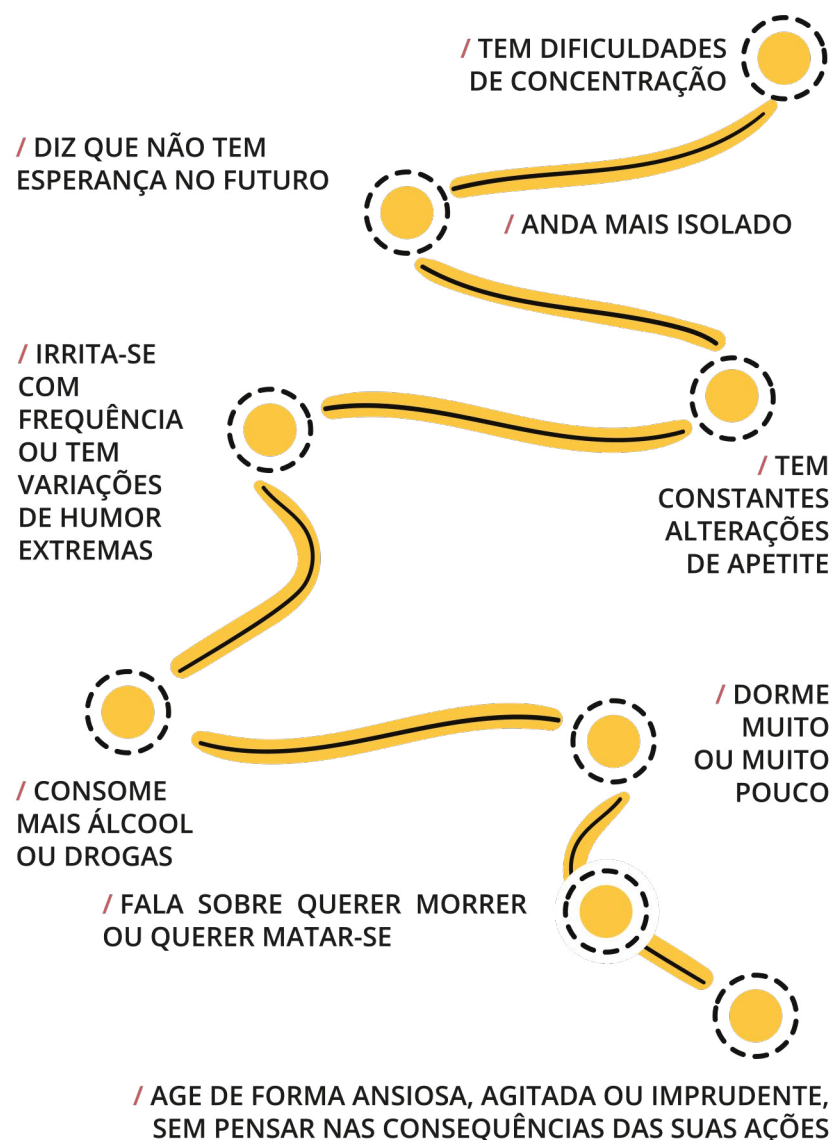 / TEM DIFICULDADES
DE CONCENTRAÇÃO
/ DIZ QUE NÃO TEM
ESPERANÇA NO FUTURO
/ ANDA MAIS ISOLADO
/ IRRITA-SE
COM
FREQUÊNCIA
OU TEM
VARIAÇÕES
DE HUMOR
EXTREMAS
/ TEM
CONSTANTES
ALTERAÇÕES
DE APETITE
/ DORME
MUITO
OU MUITO
POUCO
/ CONSOME
MAIS ÁLCOOL
OU DROGAS
/ FALA SOBRE QUERER MORRER
OU QUERER MATAR-SE
/ AGE DE FORMA ANSIOSA, AGITADA OU IMPRUDENTE,
SEM PENSAR NAS CONSEQUÊNCIAS DAS SUAS AÇÕES